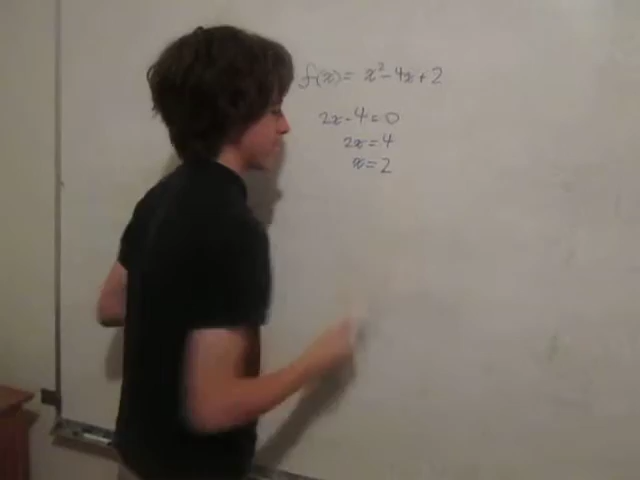 f(x) = x² - 4x + 2
2x - 4 = 0
2x = 4
x = 2